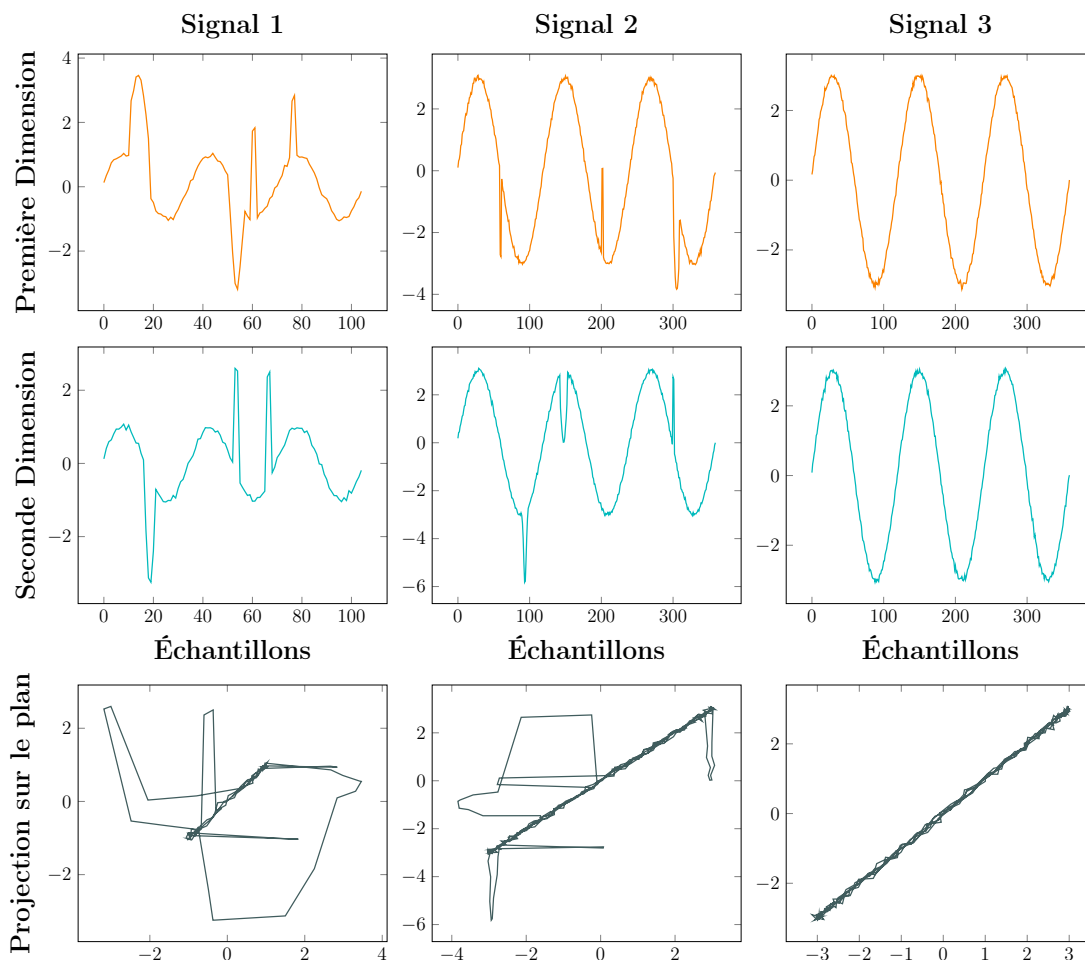 Signal 1 Signal 2 Signal 3
Première Dimension
4
2
0
−2
0 20 40 60 80 100
2
0
−2
−4
0 100 200 300
2
0
−2
0 100 200 300
Seconde Dimension
2
0
−2
0 20 40 60 80 100
2
0
−2
−4
−6
0 100 200 300
2
0
−2
0 100 200 300
Échantillons Échantillons Échantillons
Projection sur le plan
2
0
−2
−2 0 2 4
2
0
−2
−4
−6
−4 −2 0 2
2
0
−2
−3 −2 −1 0 1 2 3